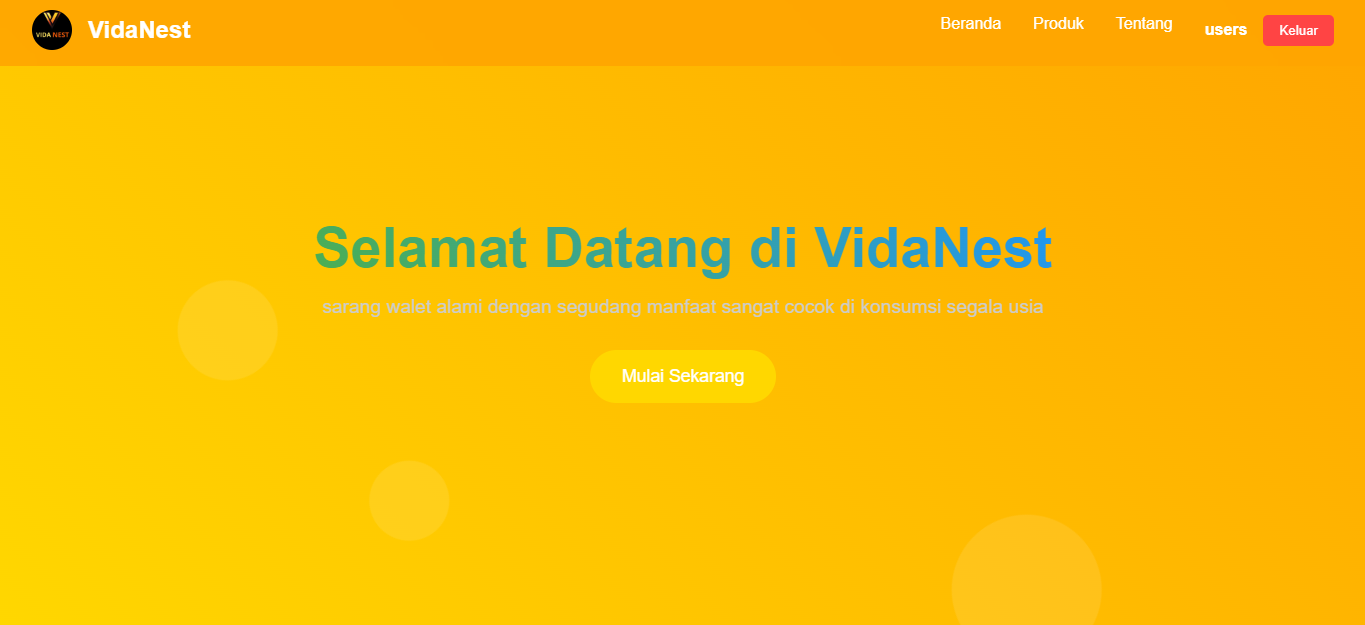 VIDA NEST
VidaNest
Beranda Produk Tentang users Keluar
Selamat Datang di VidaNest
sarang walet alami dengan segudang manfaat sangat cocok di konsumsi segala usia
Mulai Sekarang